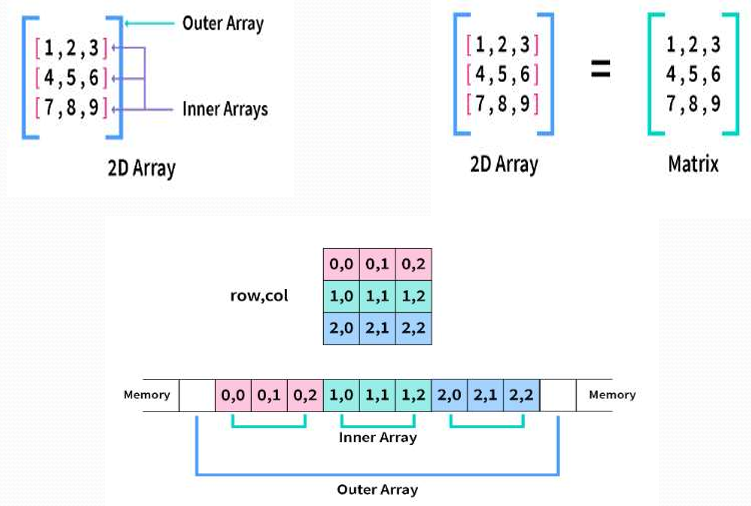 Outer Array
[1,2,3]
[4,5,6]
[7,8,9]
Inner Arrays
2D Array
[1,2,3]
[4,5,6]
[7,8,9]
2D Array
=
1,2,3
4,5,6
7,8,9
Matrix
row,col
0,0 0,1 0,2
1,0 1,1 1,2
2,0 2,1 2,2
Memory 0,0 0,1 0,2 1,0 1,1 1,2 2,0 2,1 2,2 Memory
Inner Array
Outer Array